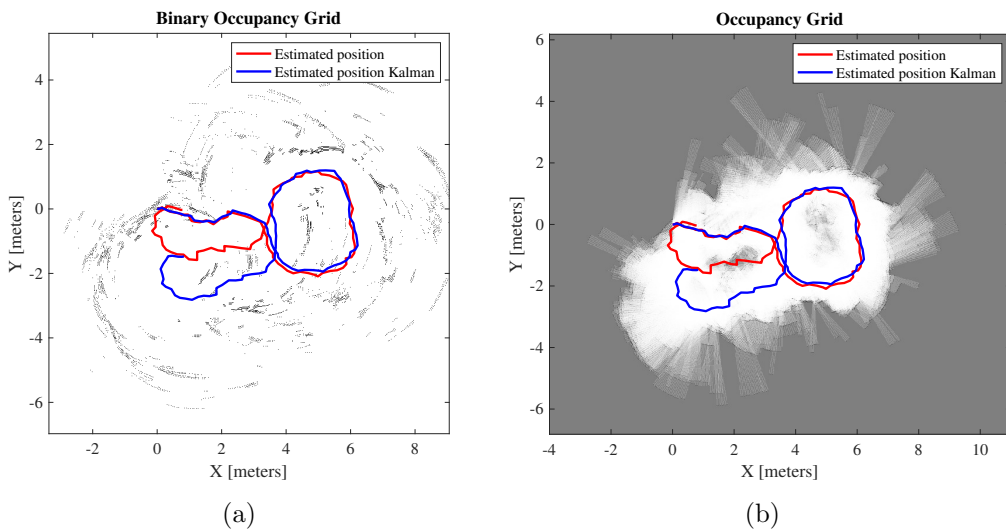 Binary Occupancy Grid
Estimated position
Estimated position Kalman
4
2
0
-2
-4
-6
Y [meters]
-2
0
2
4
6
8
X [meters]
(a)
Occupancy Grid
Estimated position
Estimated position Kalman
6
4
2
0
-2
-4
-6
Y [meters]
-4
-2
0
2
4
6
8
10
X [meters]
(b)